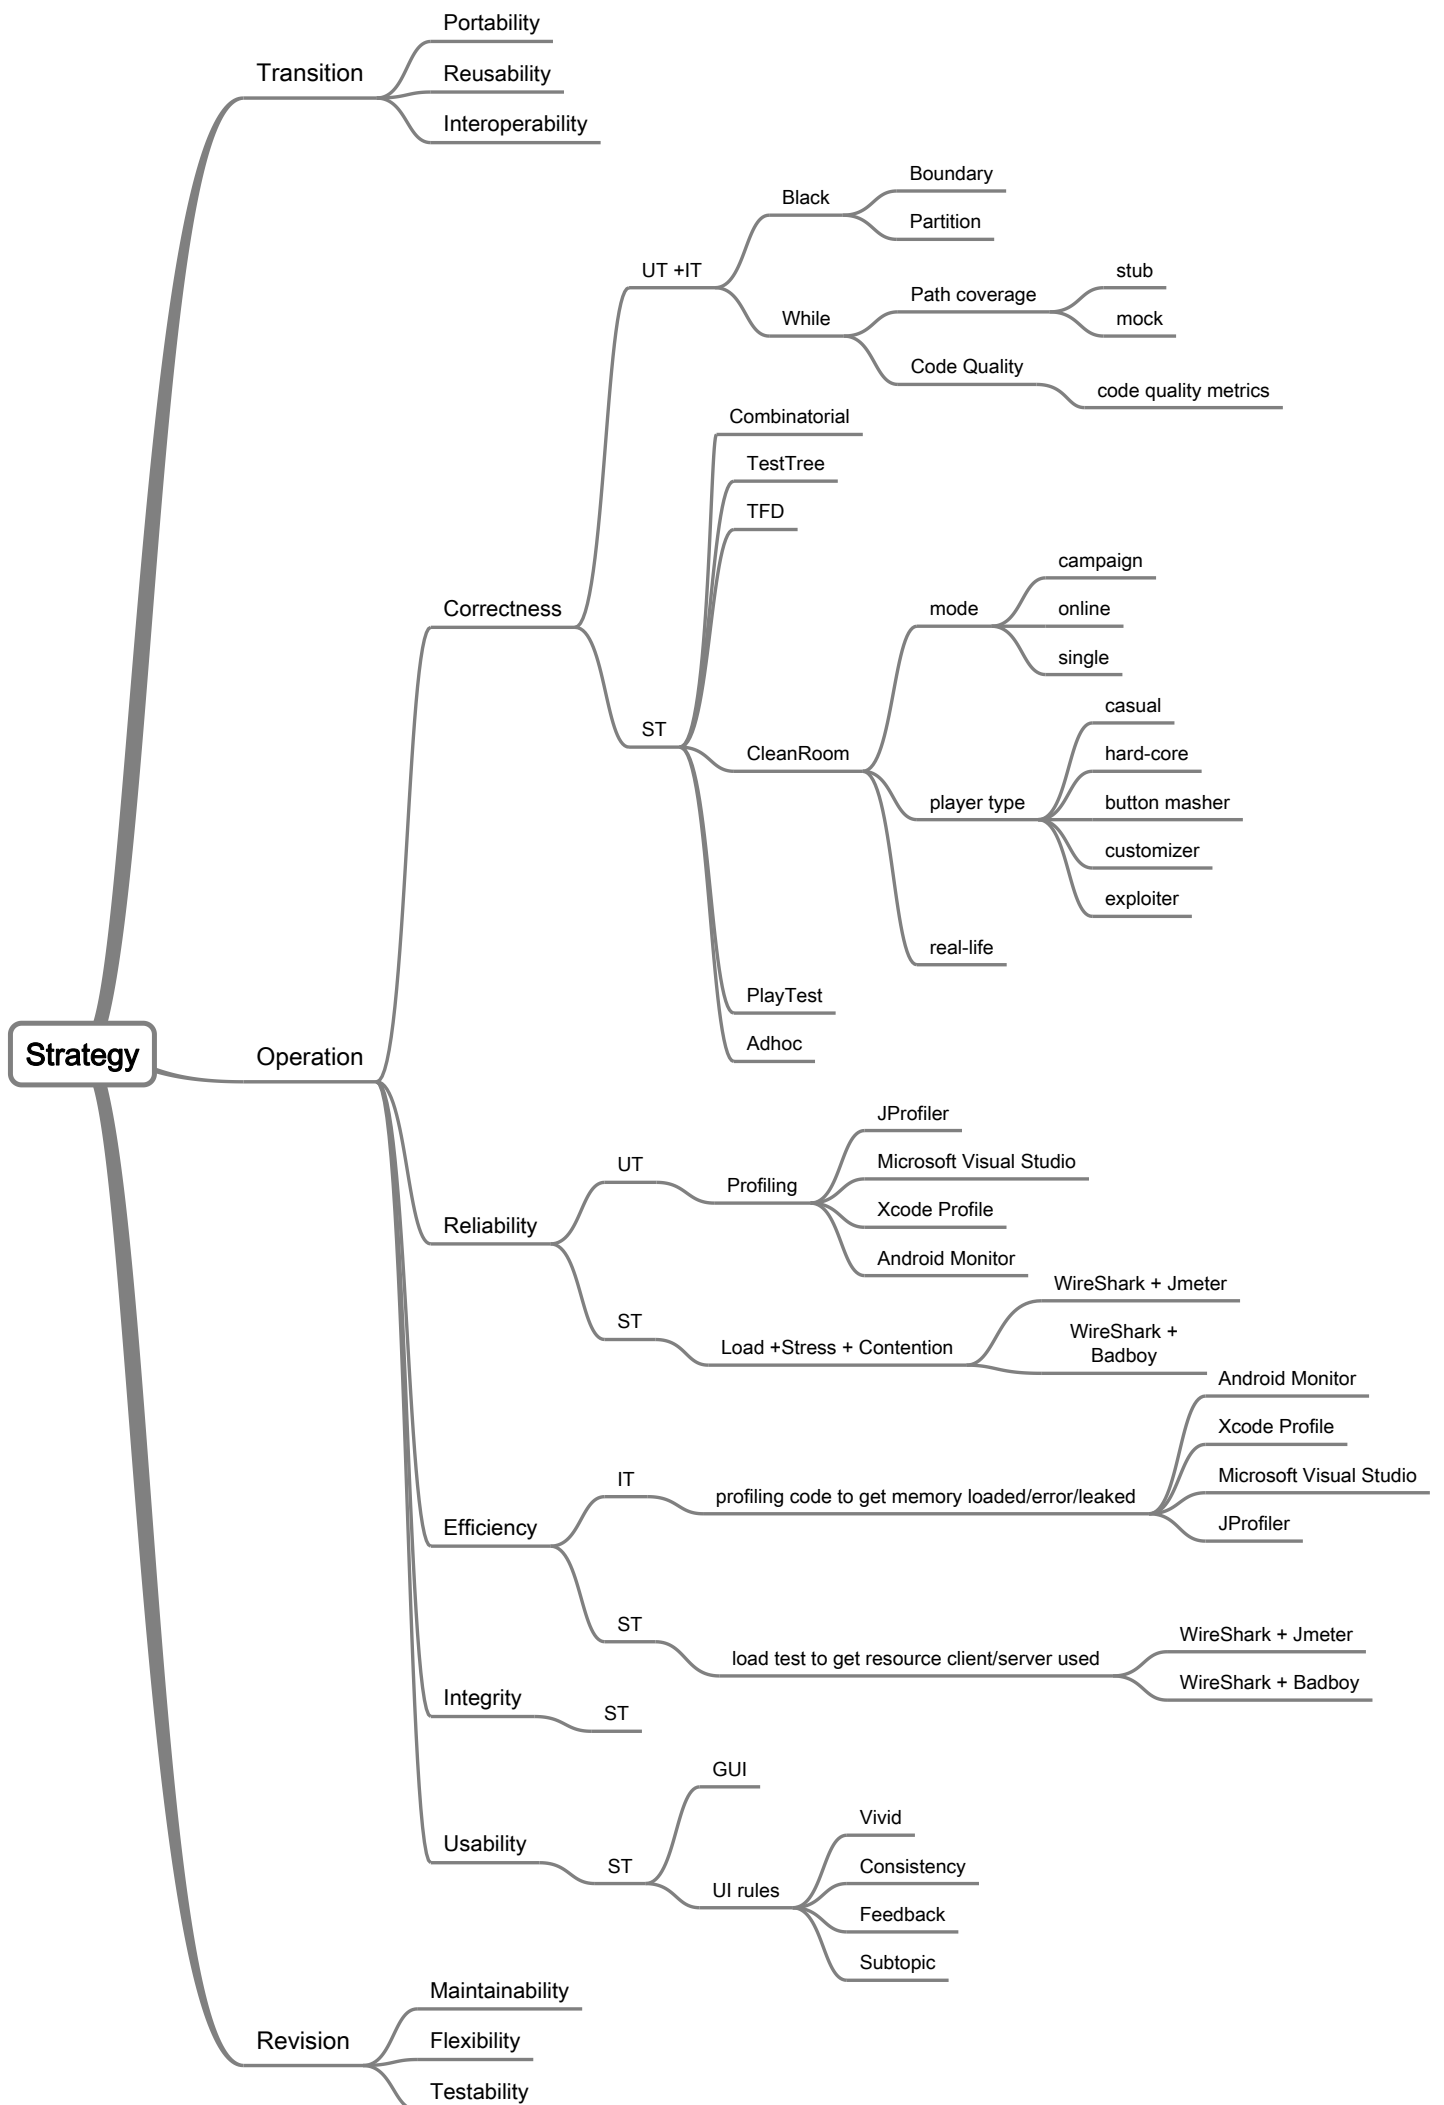 Portability
Transition
Reusability
Interoperability
Boundary
Black
Partition
UT +IT
stub
Path coverage
While
mock
Code Quality
code quality metrics
Combinatorial
TestTree
TFD
campaign
Correctness
mode
online
single
casual
ST
CleanRoom
hard-core
player type
button masher
customizer
exploiter
real-life
PlayTest
Adhoc
Strategy
Operation
JProfiler
UT
Microsoft Visual Studio
Profiling
Xcode Profile
Reliability
Android Monitor
WireShark + Jmeter
ST
Load +Stress + Contention
WireShark +
Badboy
Android Monitor
Xcode Profile
IT
Microsoft Visual Studio
profiling code to get memory loaded/error/leaked
Efficiency
JProfiler
ST
WireShark + Jmeter
load test to get resource client/server used
WireShark + Badboy
Integrity
ST
GUI
Vivid
Usability
ST
Consistency
UI rules
Feedback
Subtopic
Maintainability
Revision
Flexibility
Testability